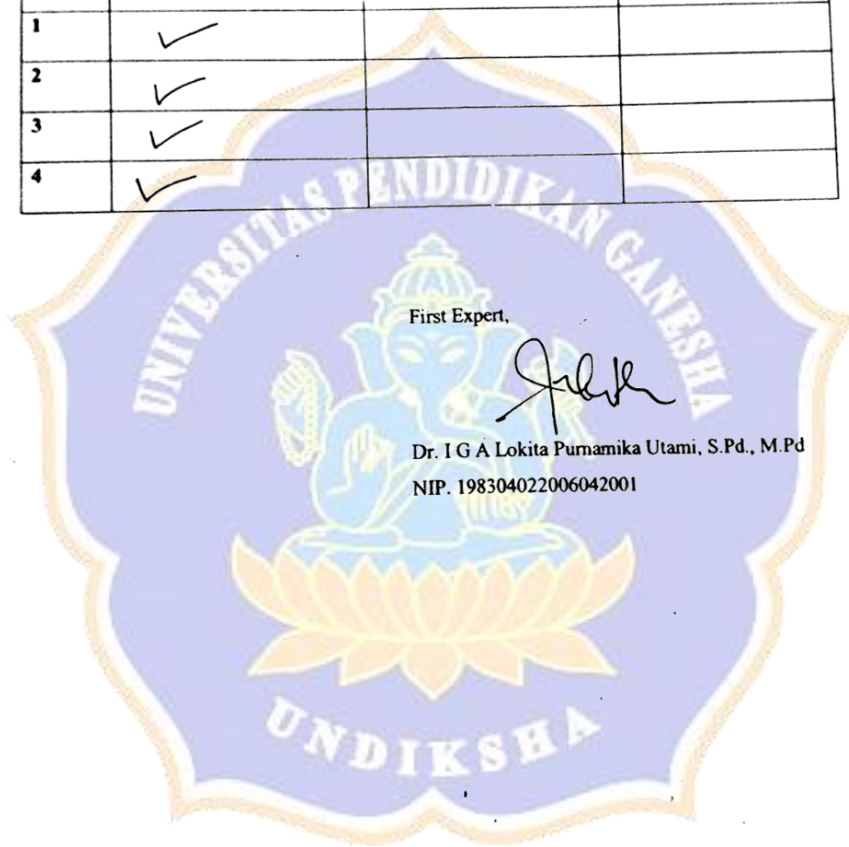 1 ✓
2 ✓
3 ✓
4 ✓
UNIVERSITAS PENDIDIKAN GANESHA
First Expert,
Dr. I G A Lokita Purnamika Utami, S.Pd., M.Pd
NIP. 198304022006042001
UNDIKSHA